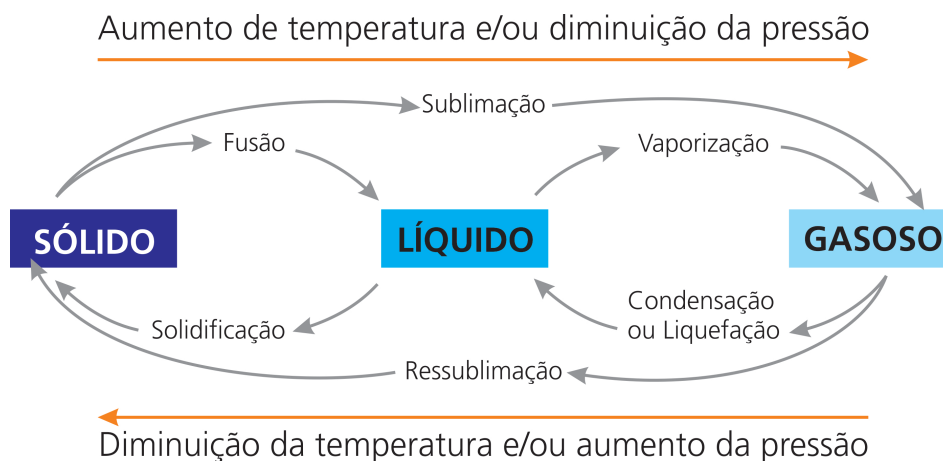 Aumento de temperatura e/ou diminuição da pressão
Sublimação
Fusão
Vaporização
SÓLIDO
LÍQUIDO
GASOSO
Solidificação
Condensação
ou Liquefação
Ressublimação
Diminuição da temperatura e/ou aumento da pressão